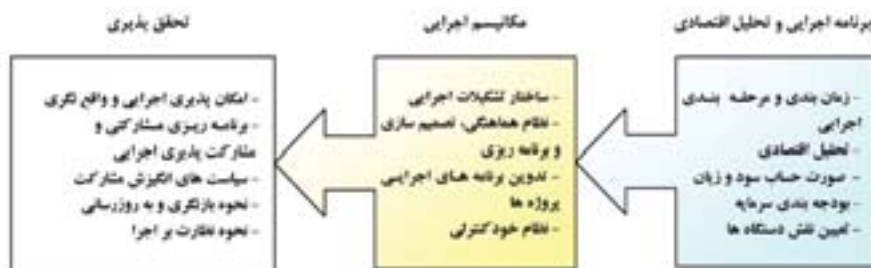 برنامه اجرایی و تحلیل اقتصادی
- زمان بندی و مرحله بندی
اجرایی
- تحلیل اقتصادی
- صورت حساب سود و زیان
- بودجه بندی سرمایه
- تعیین نقش دستگاه ها
مکانیسم اجرایی
- ساختار تشکیلات اجرایی
- نظام هماهنگی، تصمیم سازی
و برنامه ریزی
- تدوین برنامه های اجرایی
پروژه ها
- نظام خودکنترلی
تحقق پذیری
- امکان پذیری اجرایی و واقع نگری
- برنامه ریزی مشارکتی و
مشارکت پذیری اجرایی
- سیاست های انگیزش مشارکت
- نحوه بازنگری و به روزرسانی
- نحوه نظارت بر اجرا